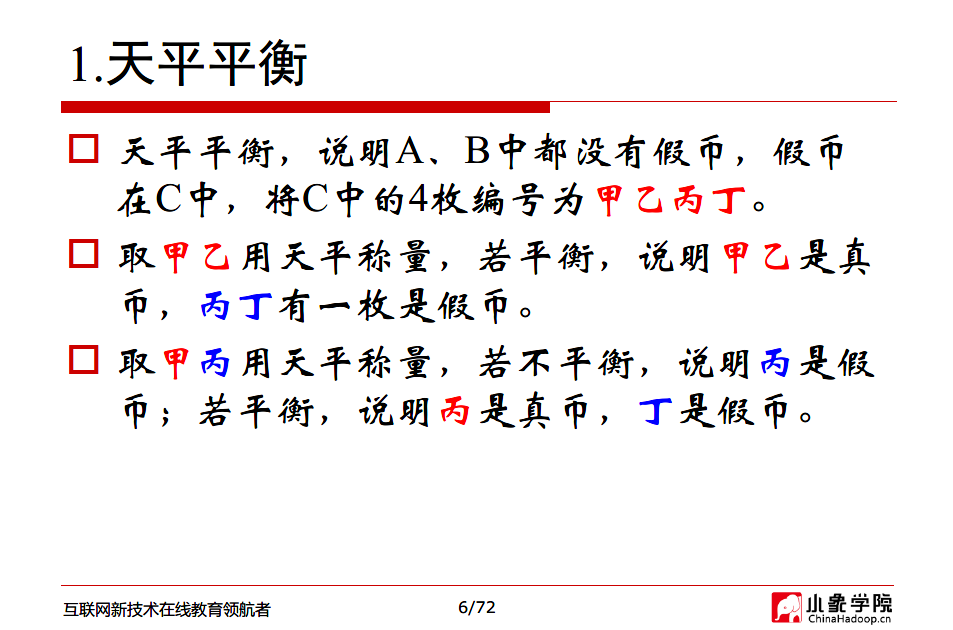 1.天平平衡
天平平衡，说明A、B中都没有假币，假币
在C中，将C中的4枚编号为甲乙丙丁。
取甲乙用天平称量，若平衡，说明甲乙是真
币，丙丁有一枚是假币。
取甲丙用天平称量，若不平衡，说明丙是假
币；若平衡，说明丙是真币，丁是假币。
互联网新技术在线教育领航者
6/72
小象学院
ChinaHadoop.cn